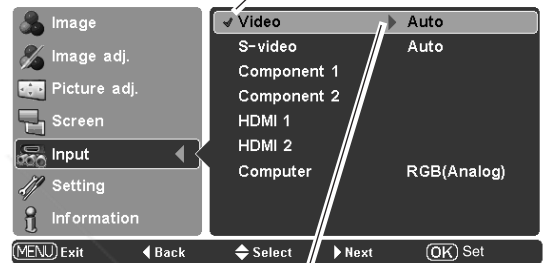 Image
Image adj.
Picture adj.
Screen
Input
Setting
Information
Video Auto
S-video Auto
Component 1
Component 2
HDMI 1
HDMI 2
Computer RGB(Analog)
MENU Exit Back Select Next OK Set